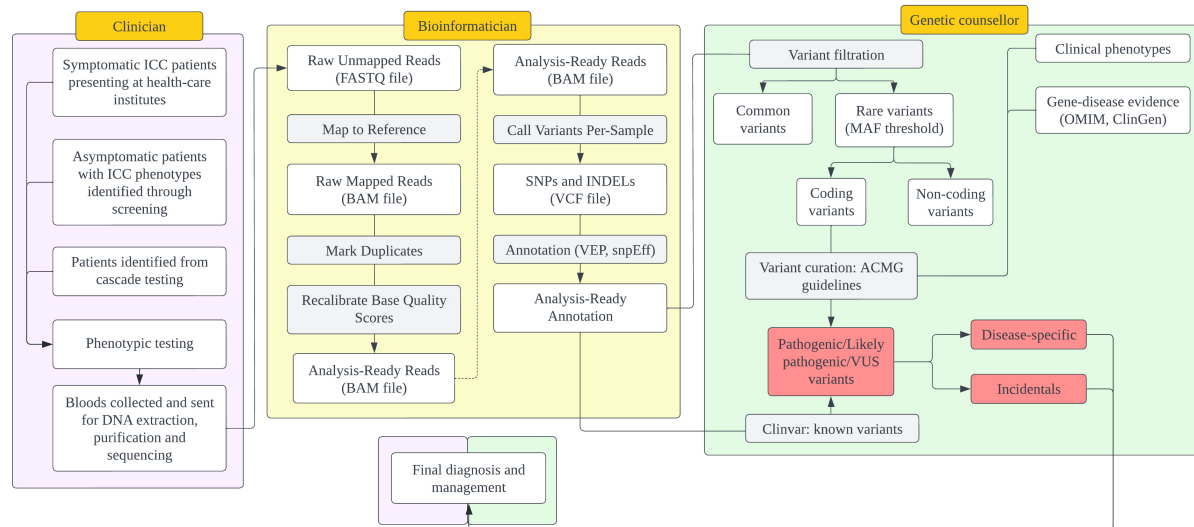 Clinician
Symptomatic ICC patients
presenting at health-care
institutes
Asymptomatic patients
with ICC phenotypes
identified through
screening
Patients identified from
cascade testing
Phenotypic testing
Bloods collected and sent
for DNA extraction,
purification and
sequencing
Bioinformatician
Raw Unmapped Reads
(FASTQ file)
Map to Reference
Raw Mapped Reads
(BAM file)
Mark Duplicates
Recalibrate Base Quality
Scores
Analysis-Ready Reads
(BAM file)
Analysis-Ready Reads
(BAM file)
Call Variants Per-Sample
SNPs and INDELs
(VCF file)
Annotation (VEP, snpEff)
Analysis-Ready
Annotation
Genetic counsellor
Variant filtration
Common
variants
Rare variants
(MAF threshold)
Coding
variants
Non-coding
variants
Clinical phenotypes
Gene-disease evidence
(OMIM, ClinGen)
Variant curation: ACMG
guidelines
Pathogenic/Likely
pathogenic/VUS
variants
Disease-specific
Incidentals
Clinvar: known variants
Final diagnosis and
management